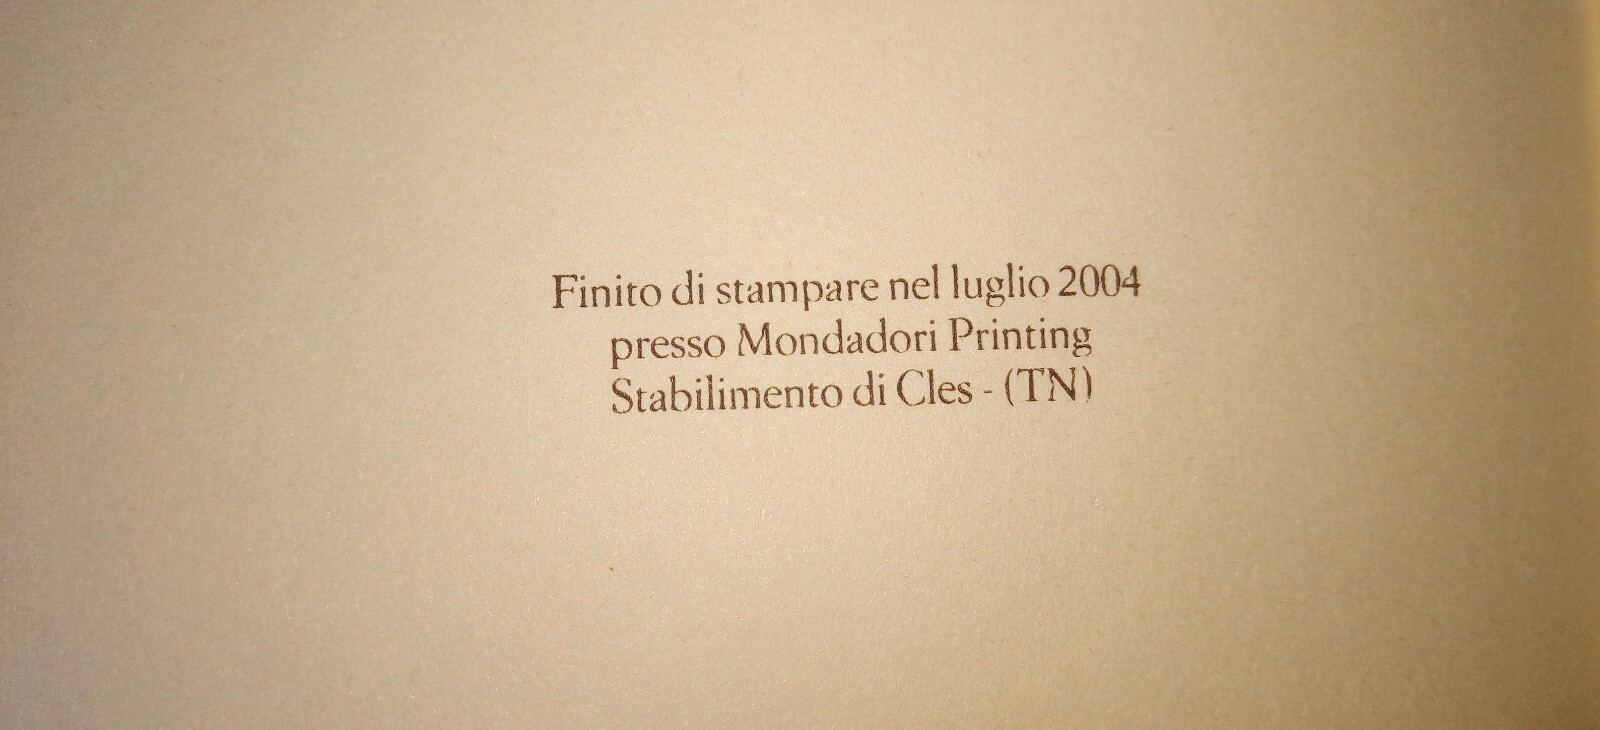 Finito di stampare nel luglio 2004
presso Mondadori Printing
Stabilimento di Cles - (TN)